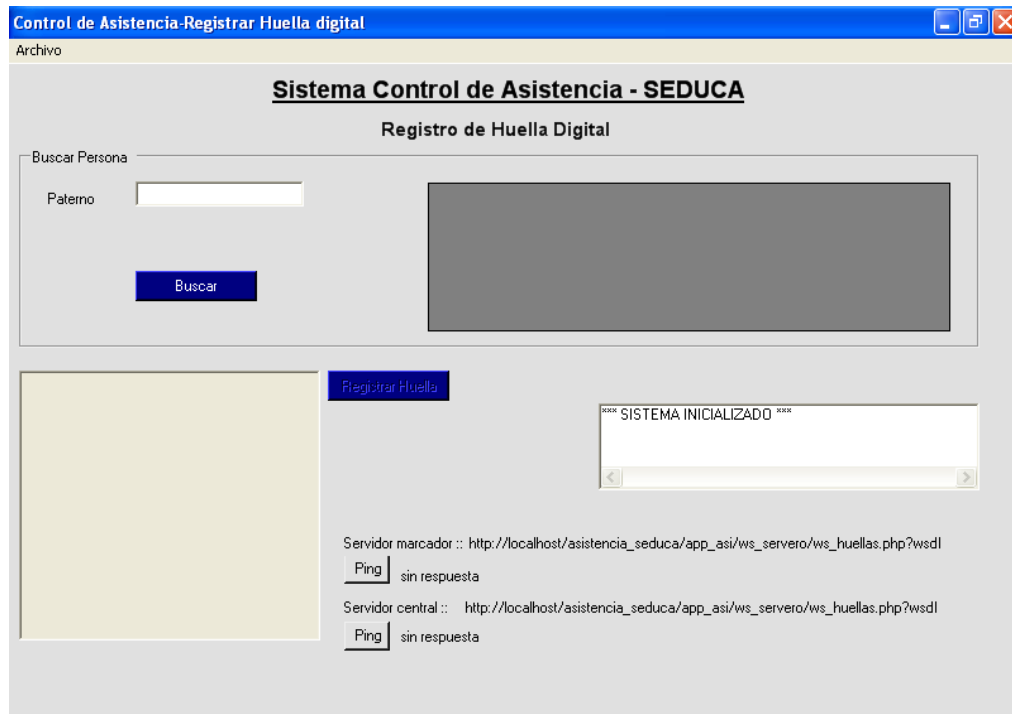 Control de Asistencia-Registrar Huella digital
Archivo
Sistema Control de Asistencia - SEDUCA
Registro de Huella Digital
Buscar Persona
Paterno
Buscar
Registrar Huella
*** SISTEMA INICIALIZADO ***
Servidor marcador :: http://localhost/asistencia_seduca/app_asi/ws_servero/ws_huellas.php?wsdl
Ping sin respuesta
Servidor central :: http://localhost/asistencia_seduca/app_asi/ws_servero/ws_huellas.php?wsdl
Ping sin respuesta